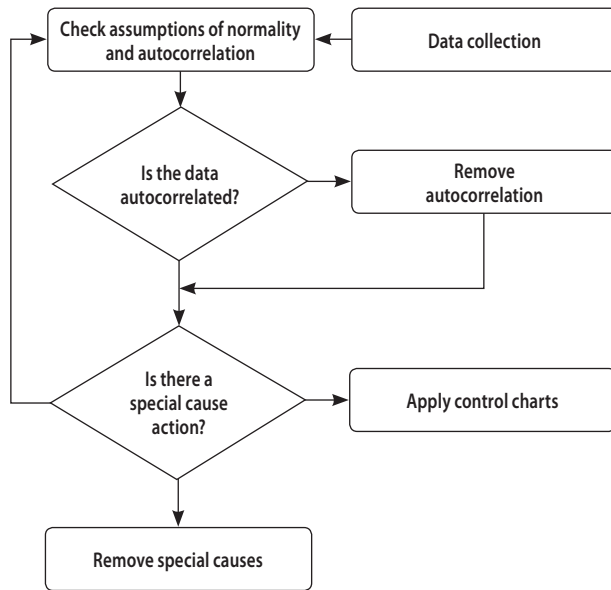 Check assumptions of normality
and autocorrelation
Data collection
Is the data
autocorrelated?
Remove
autocorrelation
Is there a
special cause
action?
Apply control charts
Remove special causes